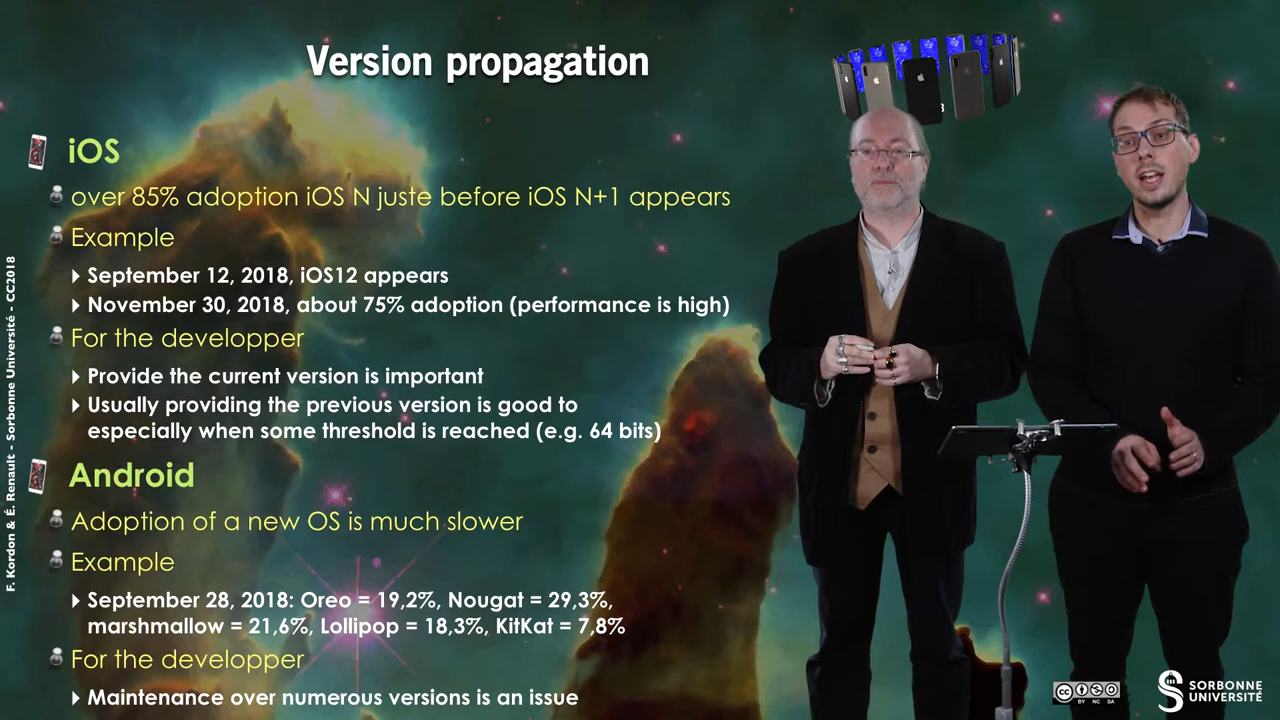 Version propagation
iOS
over 85% adoption iOS N juste before iOS N+1 appears
Example
September 12, 2018, iOS12 appears
November 30, 2018, about 75% adoption (performance is high)
For the developper
Provide the current version is important
Usually providing the previous version is good to
especially when some threshold is reached (e.g. 64 bits)
Android
Adoption of a new OS is much slower
Example
September 28, 2018: Oreo = 19,2%, Nougat = 29,3%,
marshmallow = 21,6%, Lollipop = 18,3%, KitKat = 7,8%
For the developper
Maintenance over numerous versions is an issue
F. Kordon & É. Renault - Sorbonne Université - CC2018
cc
BY NC SA
SORBONNE
UNIVERSITÉ